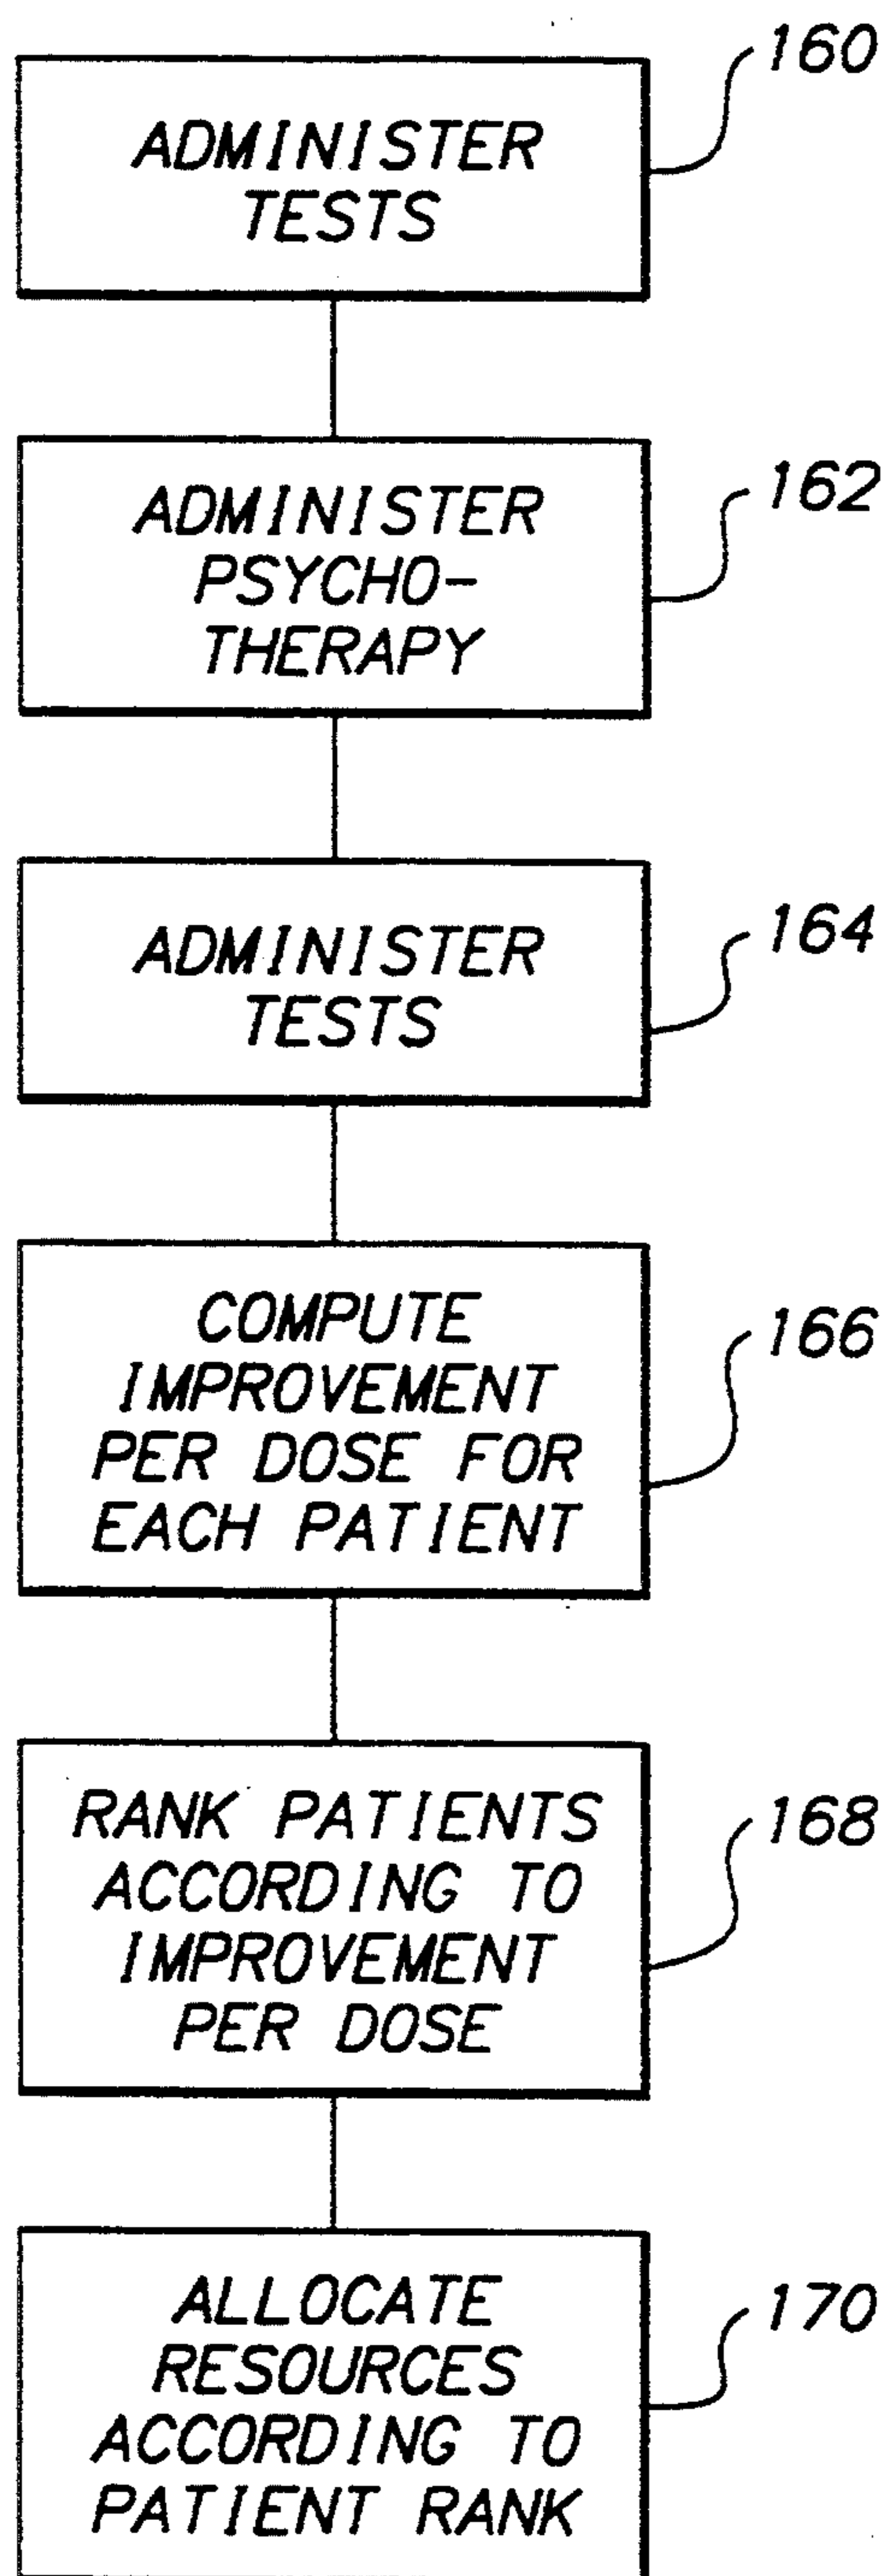 160
ADMINISTER
TESTS
162
ADMINISTER
PSYCHO-
THERAPY
164
ADMINISTER
TESTS
166
COMPUTE
IMPROVEMENT
PER DOSE FOR
EACH PATIENT
168
RANK PATIENTS
ACCORDING TO
IMPROVEMENT
PER DOSE
170
ALLOCATE
RESOURCES
ACCORDING TO
PATIENT RANK